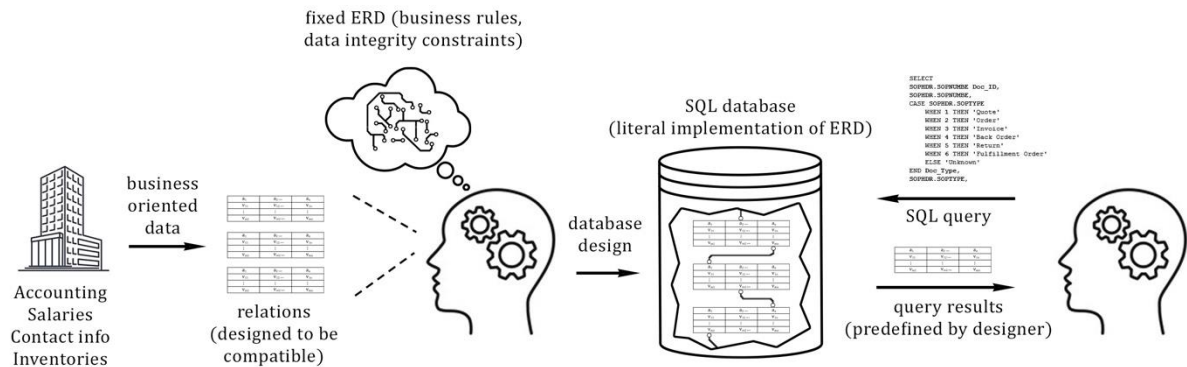 fixed ERD (business rules,
data integrity constraints)
business
oriented
data
Accounting
Salaries
Contact info
Inventories
relations
(designed to be
compatible)
database
design
SQL database
(literal implementation of ERD)
SELECT
SOPHDR.SOPNUMBE Doc_ID,
SOPHDR.SOPNUMBE,
CASE SOPHDR.SOPTYPE
WHEN 1 THEN 'Quote'
WHEN 2 THEN 'Order'
WHEN 3 THEN 'Invoice'
WHEN 4 THEN 'Back Order'
WHEN 5 THEN 'Return'
WHEN 6 THEN 'Fulfillment Order'
ELSE 'Unknown'
END Doc_Type,
SOPHDR.SOPTYPE,
SQL query
query results
(predefined by designer)